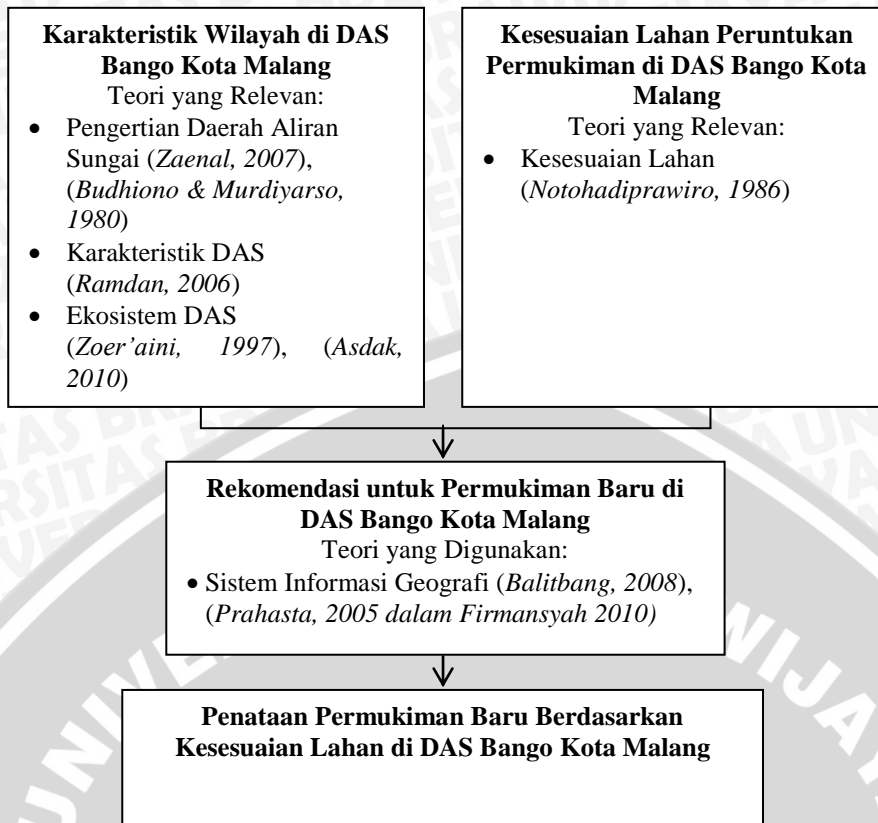 Karakteristik Wilayah di DAS
Bango Kota Malang
Teori yang Relevan:
• Pengertian Daerah Aliran
Sungai (Zaenal, 2007),
(Budhiono & Murdiyarso,
1980)
• Karakteristik DAS
(Ramdan, 2006)
• Ekosistem DAS
(Zoer’aini, 1997), (Asdak,
2010)
Kesesuaian Lahan Peruntukan
Permukiman di DAS Bango Kota
Malang
Teori yang Relevan:
• Kesesuaian Lahan
(Notohadiprawiro, 1986)
Rekomendasi untuk Permukiman Baru di
DAS Bango Kota Malang
Teori yang Digunakan:
• Sistem Informasi Geografi (Balitbang, 2008),
(Prahasta, 2005 dalam Firmansyah 2010)
Penataan Permukiman Baru Berdasarkan
Kesesuaian Lahan di DAS Bango Kota Malang